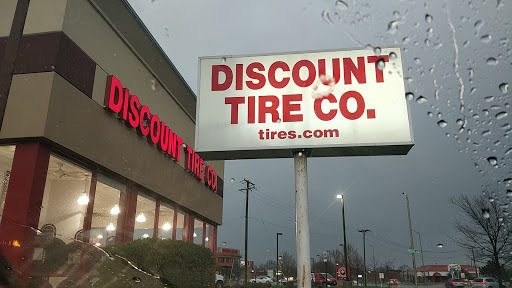 DISCOUNT TIRE CO.
DISCOUNT
TIRE CO.
tires.com